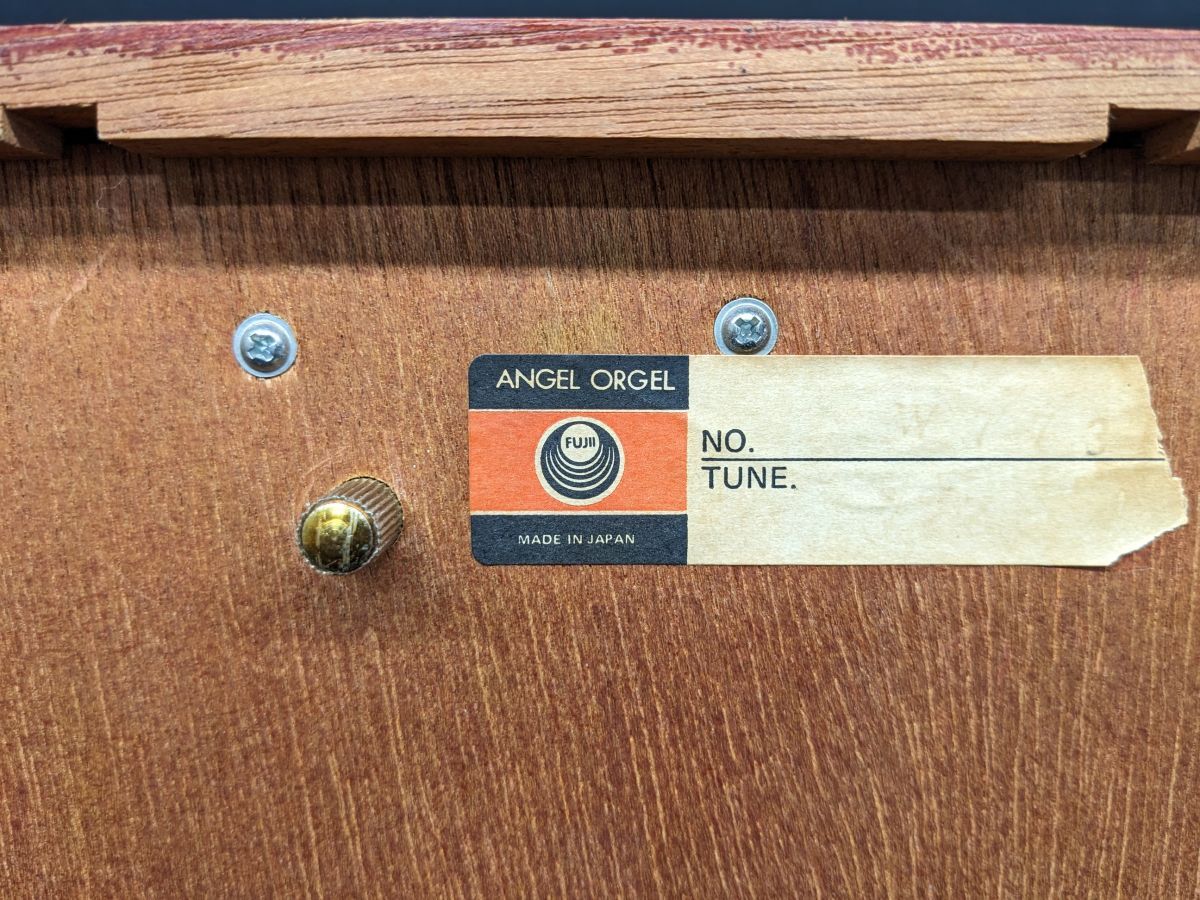 ANGEL ORGEL
FUJII
MADE IN JAPAN
NO.
TUNE.